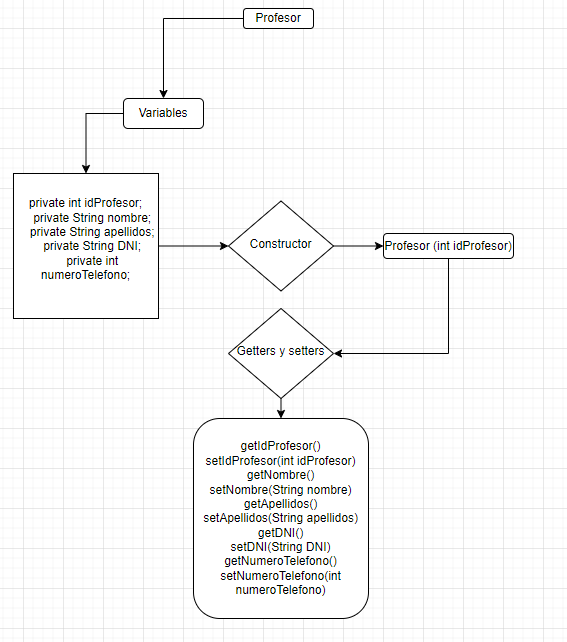 Profesor
Variables
private int idProfesor;
private String nombre;
private String apellidos;
private String DNI;
private int
numeroTelefono;
Constructor
Profesor (int idProfesor)
Getters y setters
getIdProfesor()
setIdProfesor(int idProfesor)
getNombre()
setNombre(String nombre)
getApellidos()
setApellidos(String apellidos)
getDNI()
setDNI(String DNI)
getNumeroTelefono()
setNumeroTelefono(int
numeroTelefono)